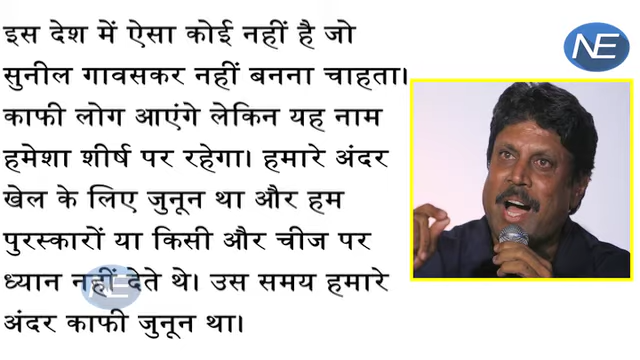 NE
इस देश में ऐसा कोई नहीं है जो
सुनील गावसकर नहीं बनना चाहता।
काफी लोग आएंगे लेकिन यह नाम
हमेशा शीर्ष पर रहेगा। हमारे अंदर
खेल के लिए जुनून था और हम
पुरस्कारों या किसी और चीज पर
ध्यान नहीं देते थे। उस समय हमारे
अंदर काफी जुनून था।
NE